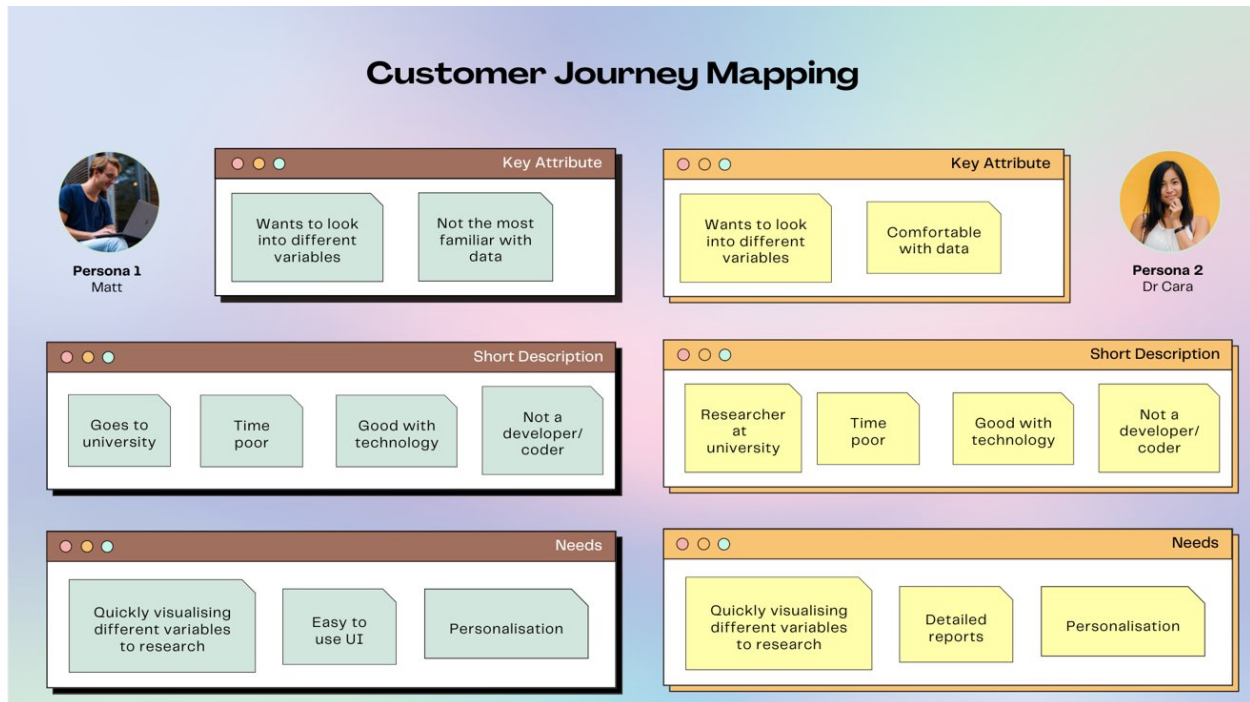 Customer Journey Mapping
Persona 1
Matt
Key Attribute
Wants to look
into different
variables
Not the most
familiar with
data
Key Attribute
Wants to look
into different
variables
Comfortable
with data
Persona 2
Dr Cara
Short Description
Goes to
university
Time
poor
Good with
technology
Not a
developer/
coder
Short Description
Researcher
at
university
Time
poor
Good with
technology
Not a
developer/
coder
Needs
Quickly visualising
different variables
to research
Easy to
use UI
Personalisation
Needs
Quickly visualising
different variables
to research
Detailed
reports
Personalisation